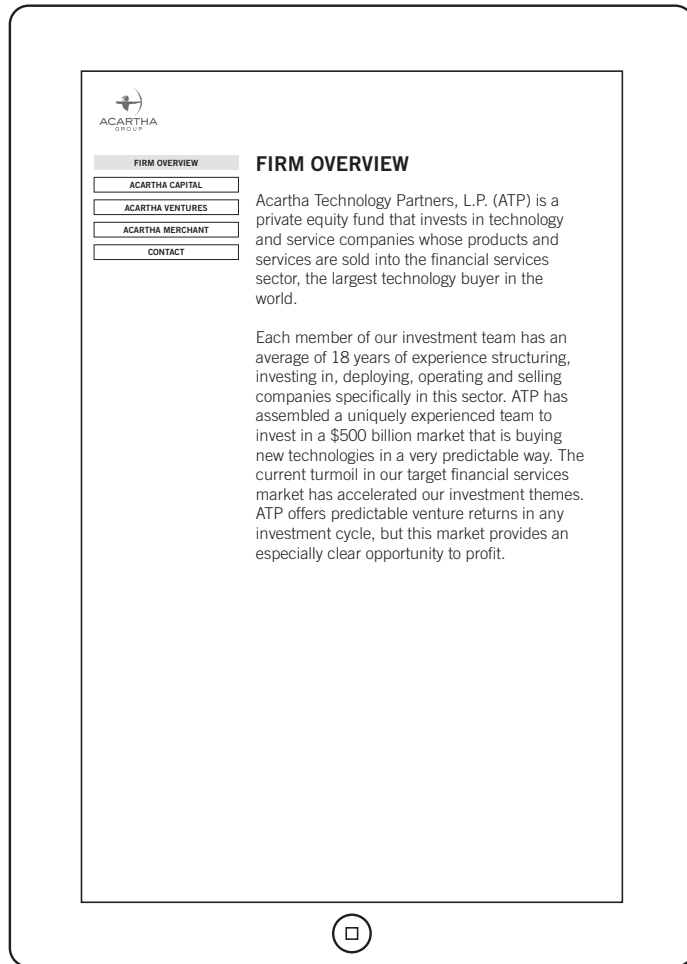 ACARTHA
GROUP
FIRM OVERVIEW
ACARTHA CAPITAL
ACARTHA VENTURES
ACARTHA MERCHANT
CONTACT
FIRM OVERVIEW
Acartha Technology Partners, L.P. (ATP) is a
private equity fund that invests in technology
and service companies whose products and
services are sold into the financial services
sector, the largest technology buyer in the
world.
Each member of our investment team has an
average of 18 years of experience structuring,
investing in, deploying, operating and selling
companies specifically in this sector. ATP has
assembled a uniquely experienced team to
invest in a $500 billion market that is buying
new technologies in a very predictable way. The
current turmoil in our target financial services
market has accelerated our investment themes.
ATP offers predictable venture returns in any
investment cycle, but this market provides an
especially clear opportunity to profit.